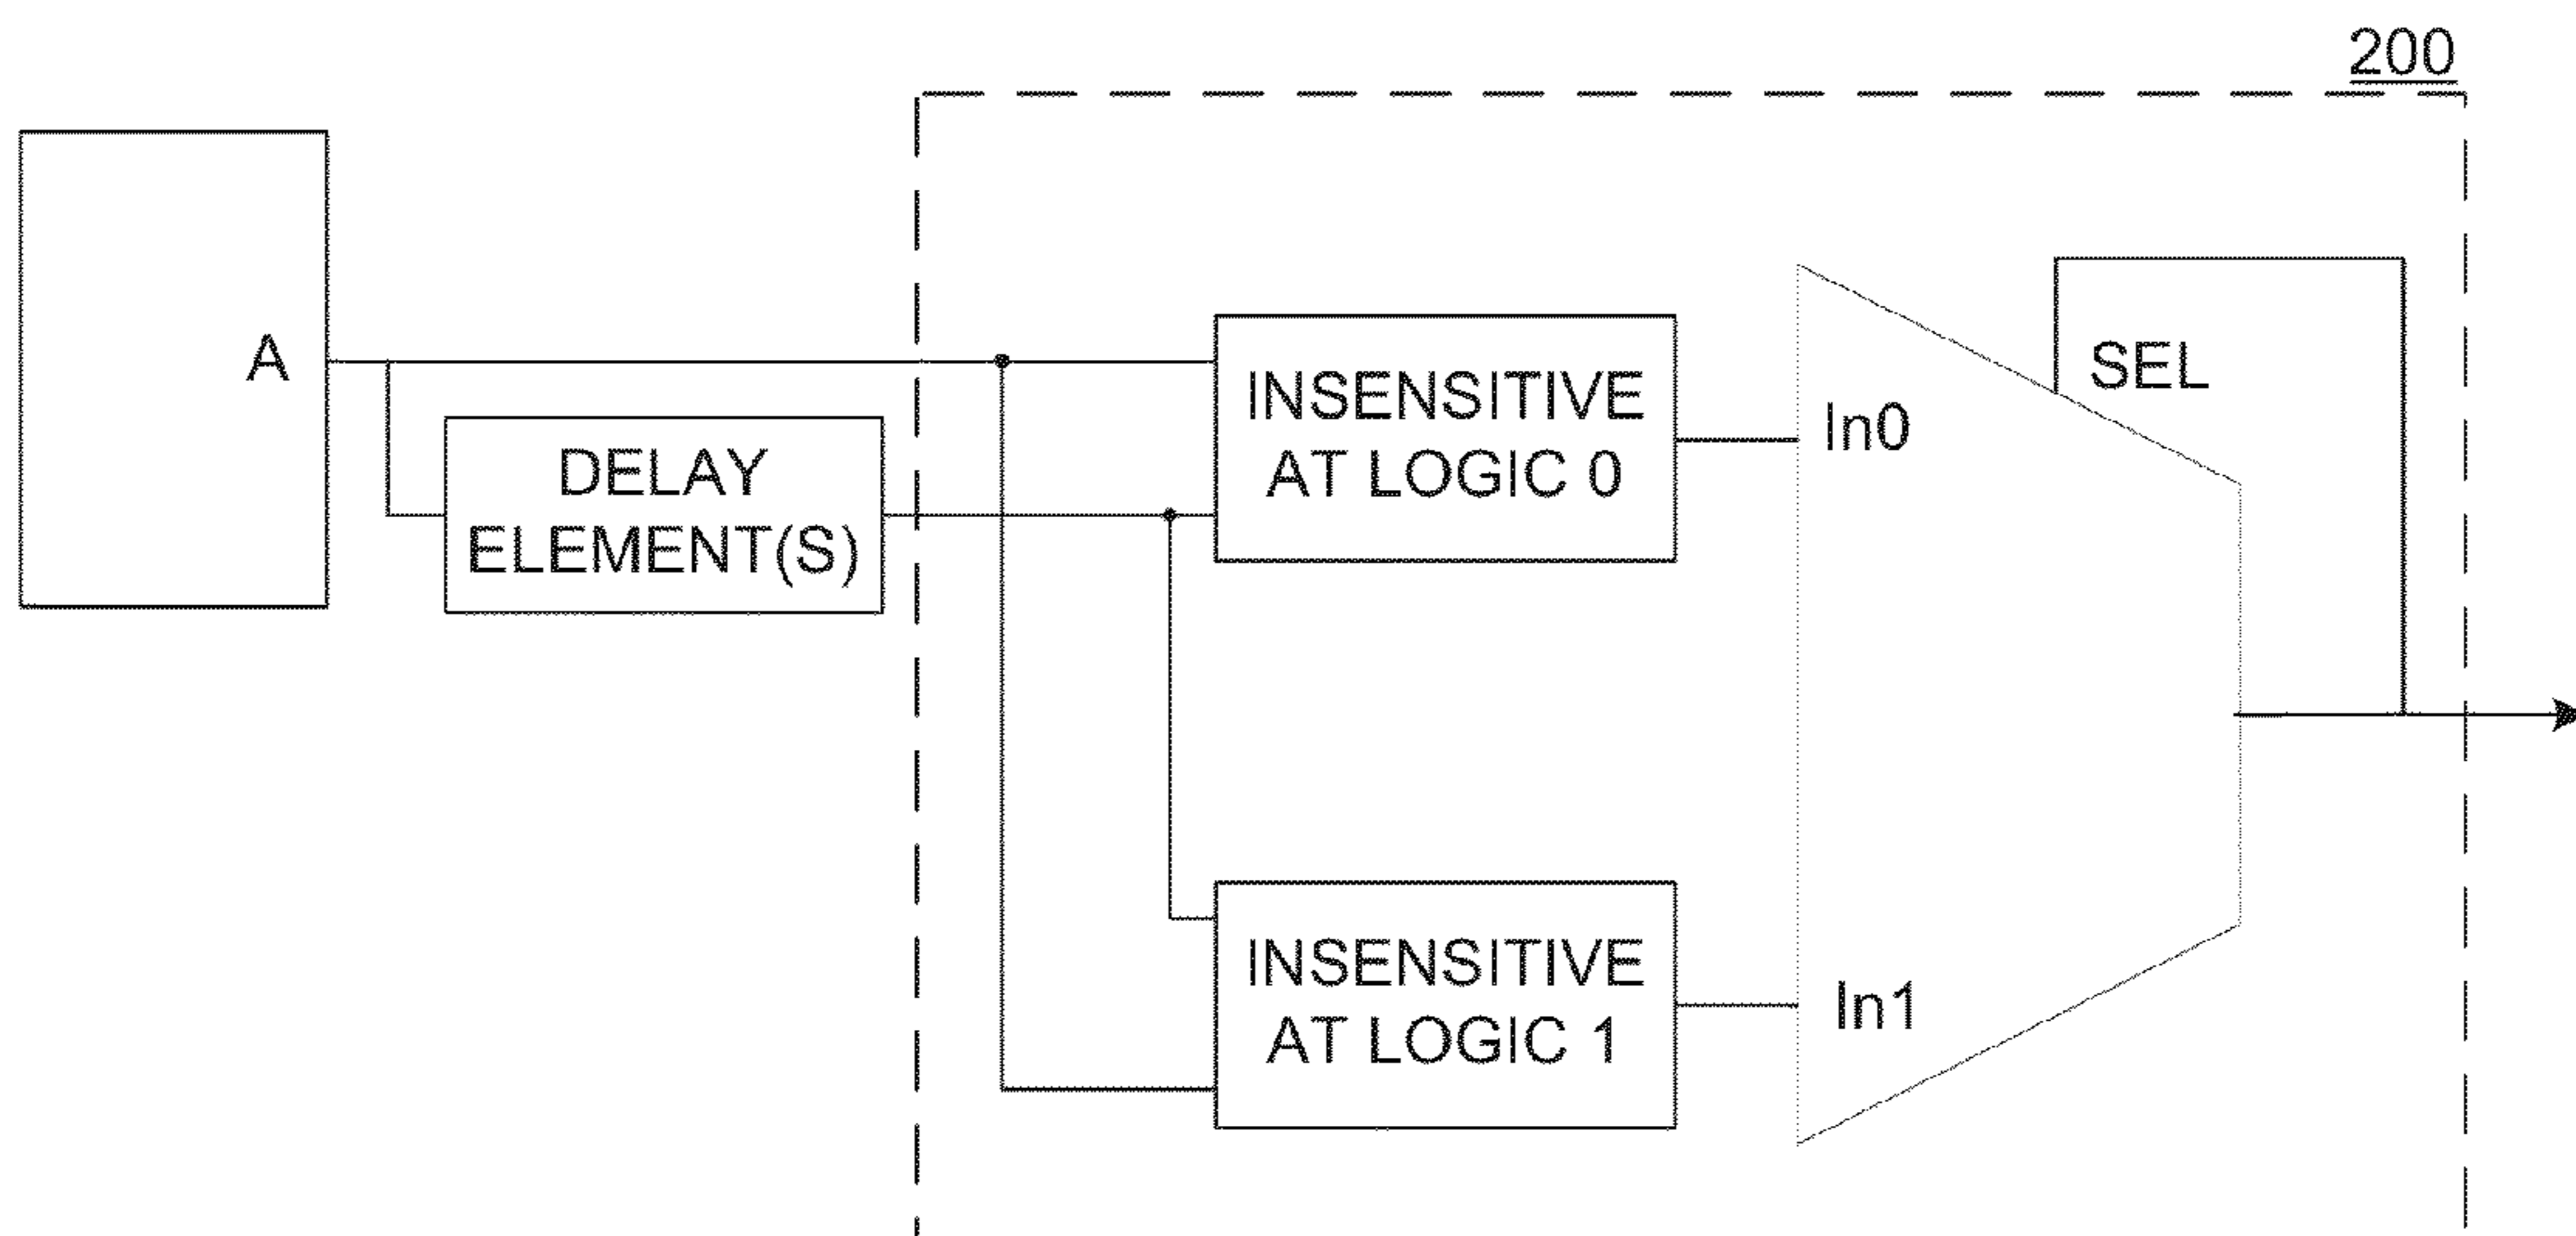 200
A
DELAY
ELEMENT(S)
INSENSITIVE
AT LOGIC 0
In0
SEL
INSENSITIVE
AT LOGIC 1
In1